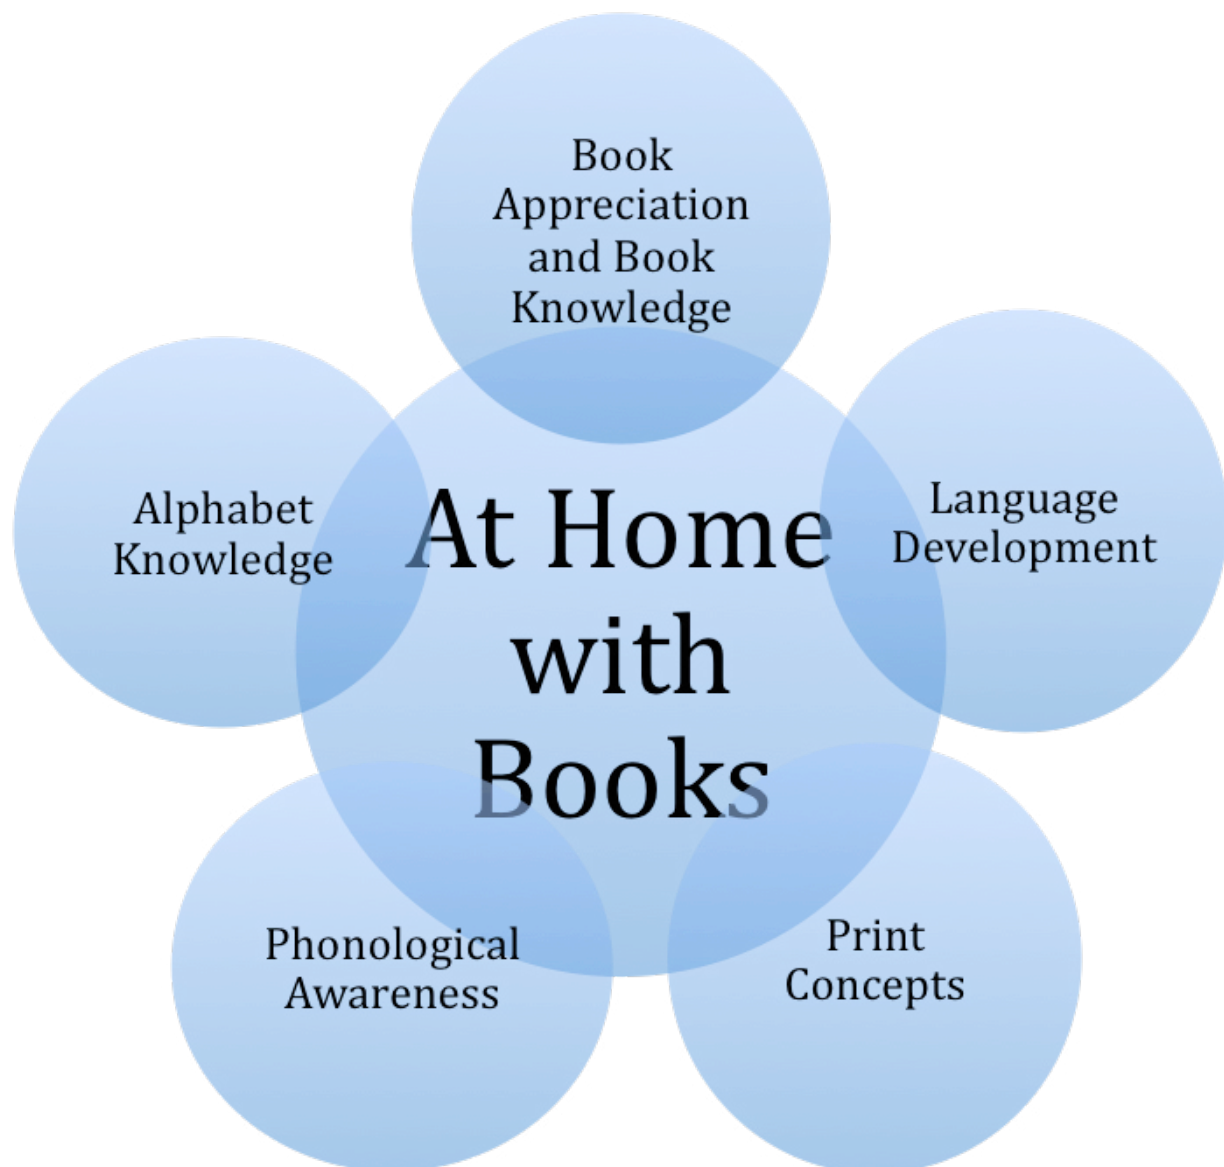 Book
Appreciation
and Book
Knowledge
Alphabet
Knowledge
At Home
with
Books
Language
Development
Phonological
Awareness
Print
Concepts